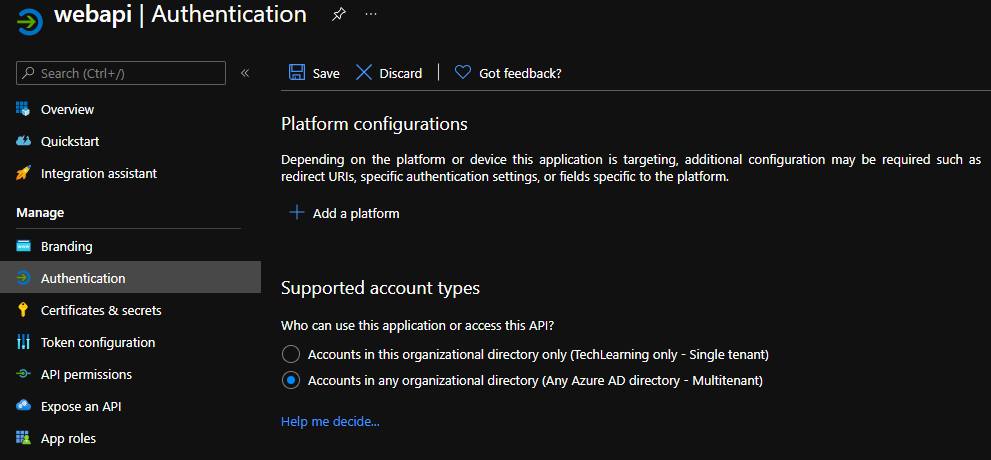 webapi | Authentication
Search (Ctrl+/)
Overview
Quickstart
Integration assistant
Manage
Branding
Authentication
Certificates & secrets
Token configuration
API permissions
Expose an API
App roles
Save Discard Got feedback?
Platform configurations
Depending on the platform or device this application is targeting, additional configuration may be required such as
redirect URIs, specific authentication settings, or fields specific to the platform.
Add a platform
Supported account types
Who can use this application or access this API?
Accounts in this organizational directory only (TechLearning only - Single tenant)
Accounts in any organizational directory (Any Azure AD directory - Multitenant)
Help me decide...